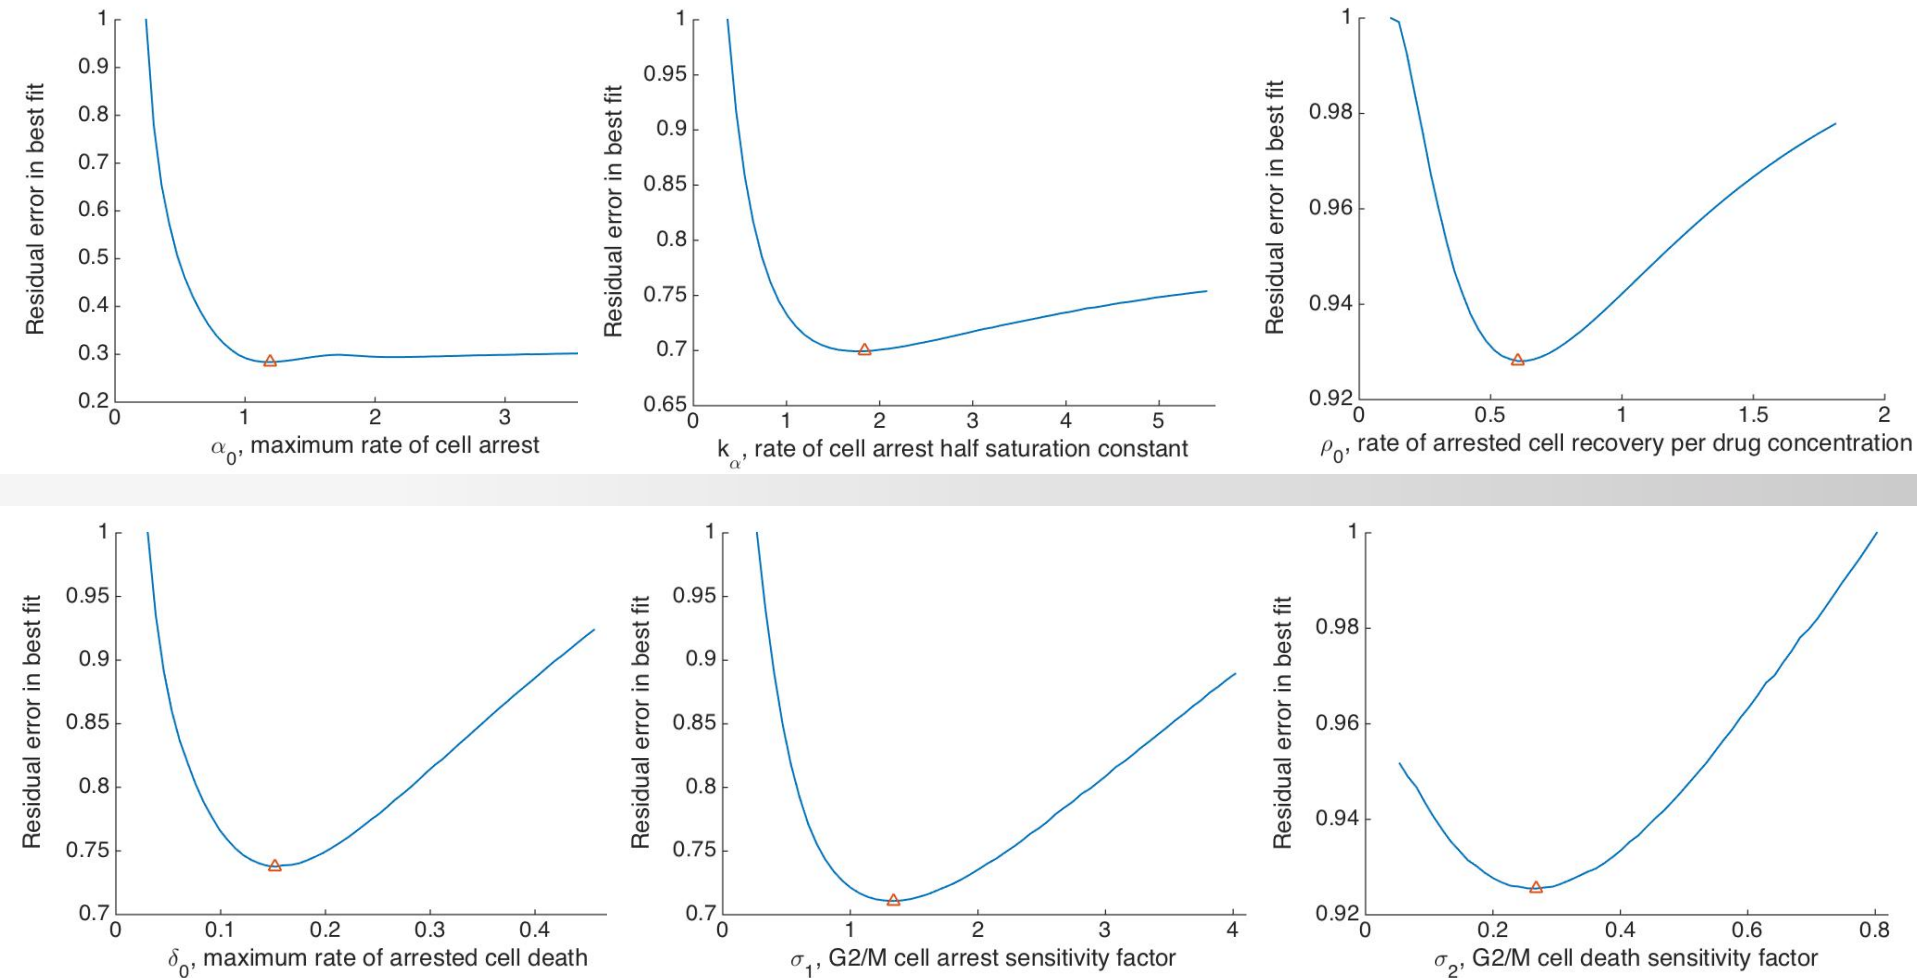 Residual error in best fit
1
0.9
0.8
0.7
0.6
0.5
0.4
0.3
0.2
0 1 2 3
α0, maximum rate of cell arrest
Residual error in best fit
1
0.95
0.9
0.85
0.8
0.75
0.7
0.65
0 1 2 3 4 5
kα, rate of cell arrest half saturation constant
Residual error in best fit
1
0.98
0.96
0.94
0.92
0 0.5 1 1.5 2
ρ0, rate of arrested cell recovery per drug concentration
Residual error in best fit
1
0.95
0.9
0.85
0.8
0.75
0.7
0 0.1 0.2 0.3 0.4
δ0, maximum rate of arrested cell death
Residual error in best fit
1
0.95
0.9
0.85
0.8
0.75
0.7
0 1 2 3 4
σ1, G2/M cell arrest sensitivity factor
Residual error in best fit
1
0.98
0.96
0.94
0.92
0 0.2 0.4 0.6 0.8
σ2, G2/M cell death sensitivity factor